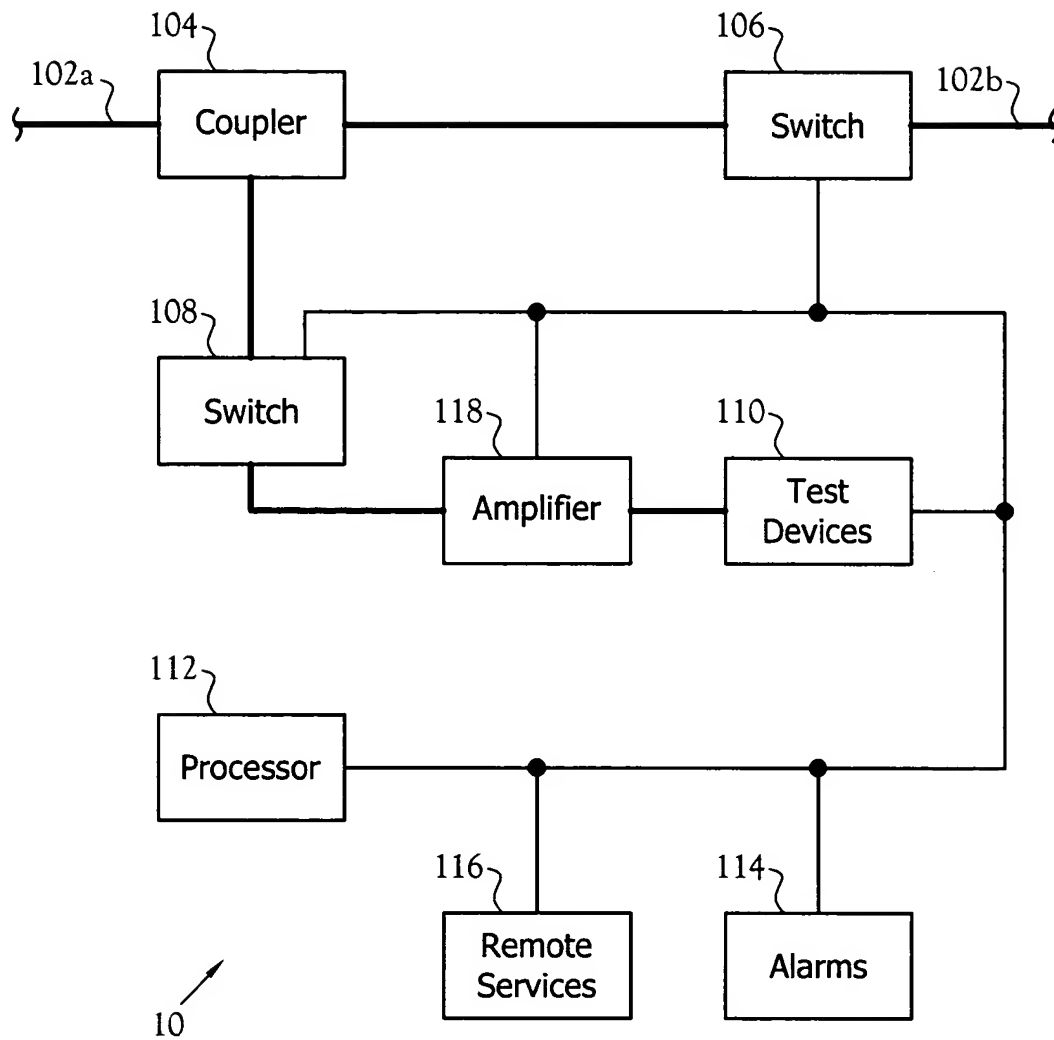 104
106
102a
102b
Coupler
Switch
108
Switch
118
110
Amplifier
Test
Devices
112
Processor
116
114
Remote
Services
Alarms
10